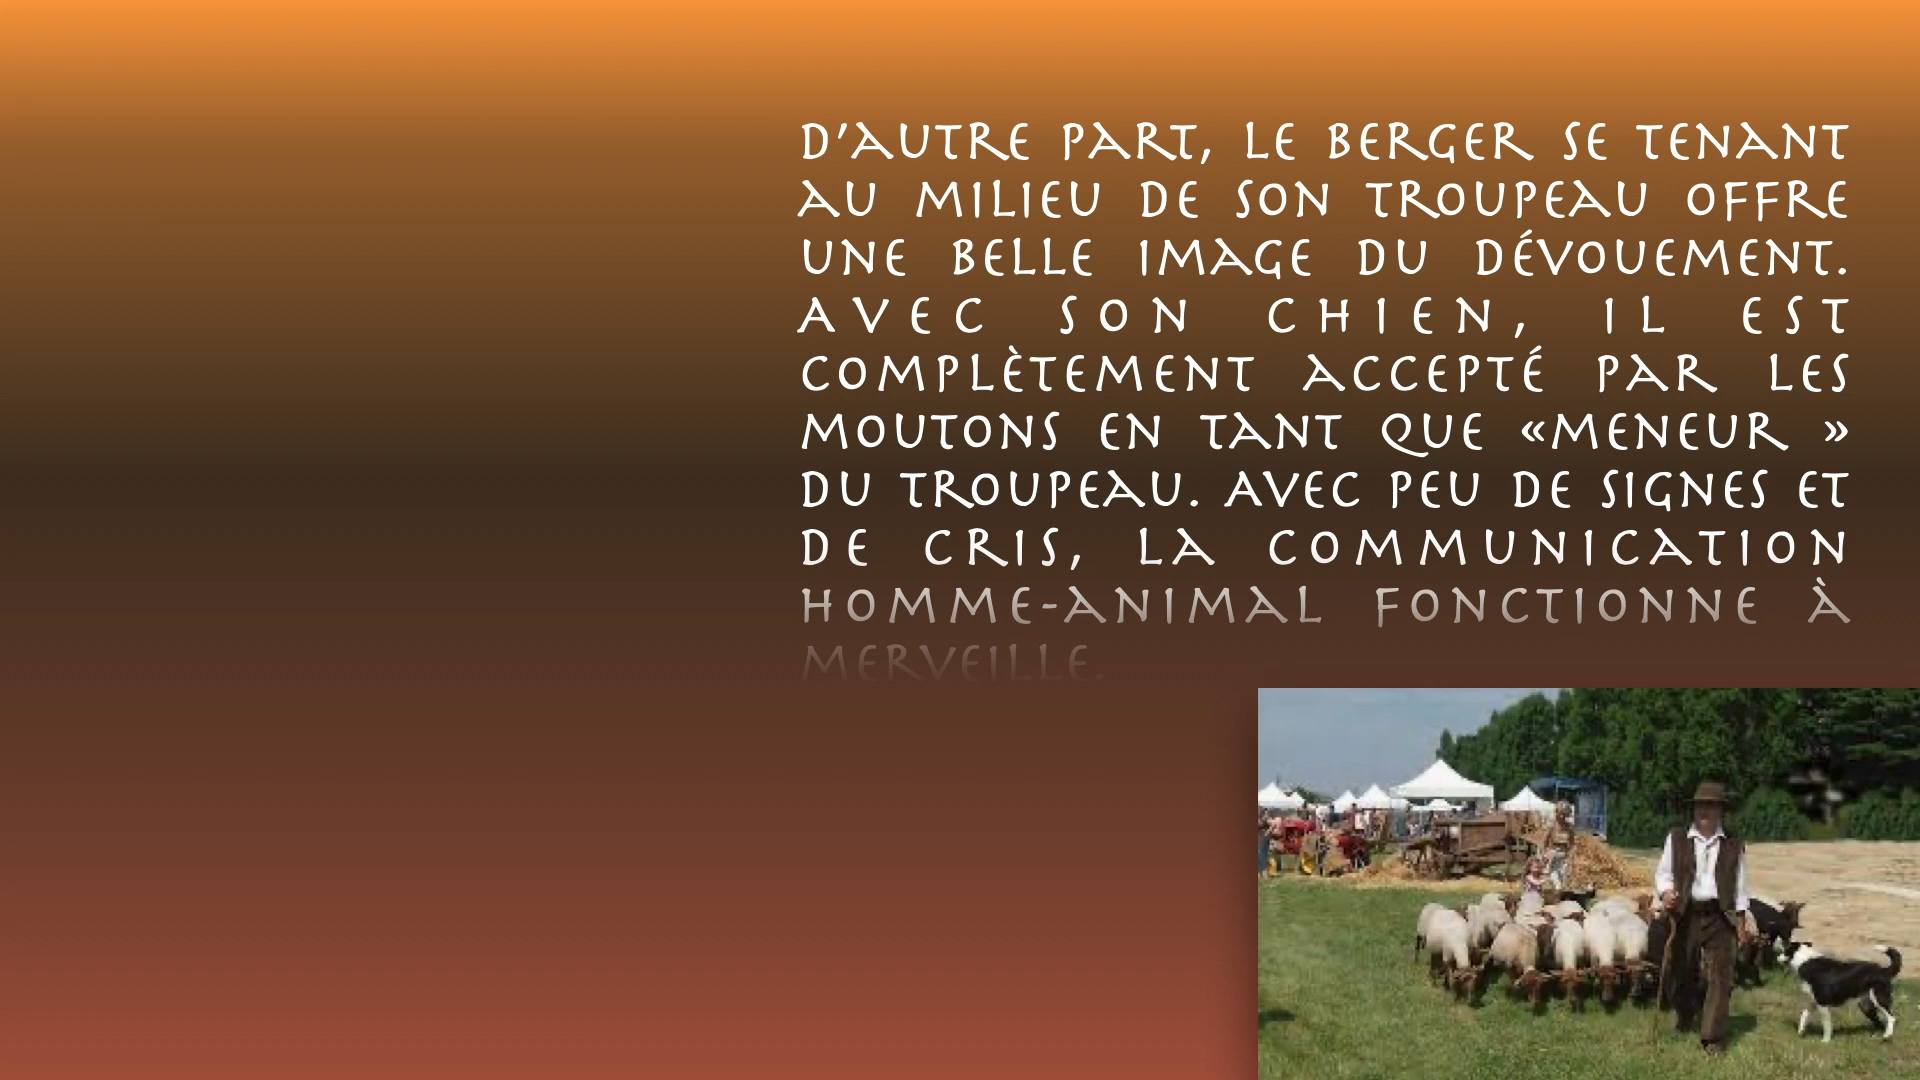 D’AUTRE PART, LE BERGER SE TENANT
AU MILIEU DE SON TROUPEAU OFFRE
UNE BELLE IMAGE DU DÉVOUEMENT.
AVEC SON CHIEN, IL EST
COMPLÈTEMENT ACCEPTÉ PAR LES
MOUTONS EN TANT QUE «MENEUR »
DU TROUPEAU. AVEC PEU DE SIGNES ET
DE CRIS, LA COMMUNICATION
HOMME-ANIMAL FONCTIONNE À
MERVEILLE.